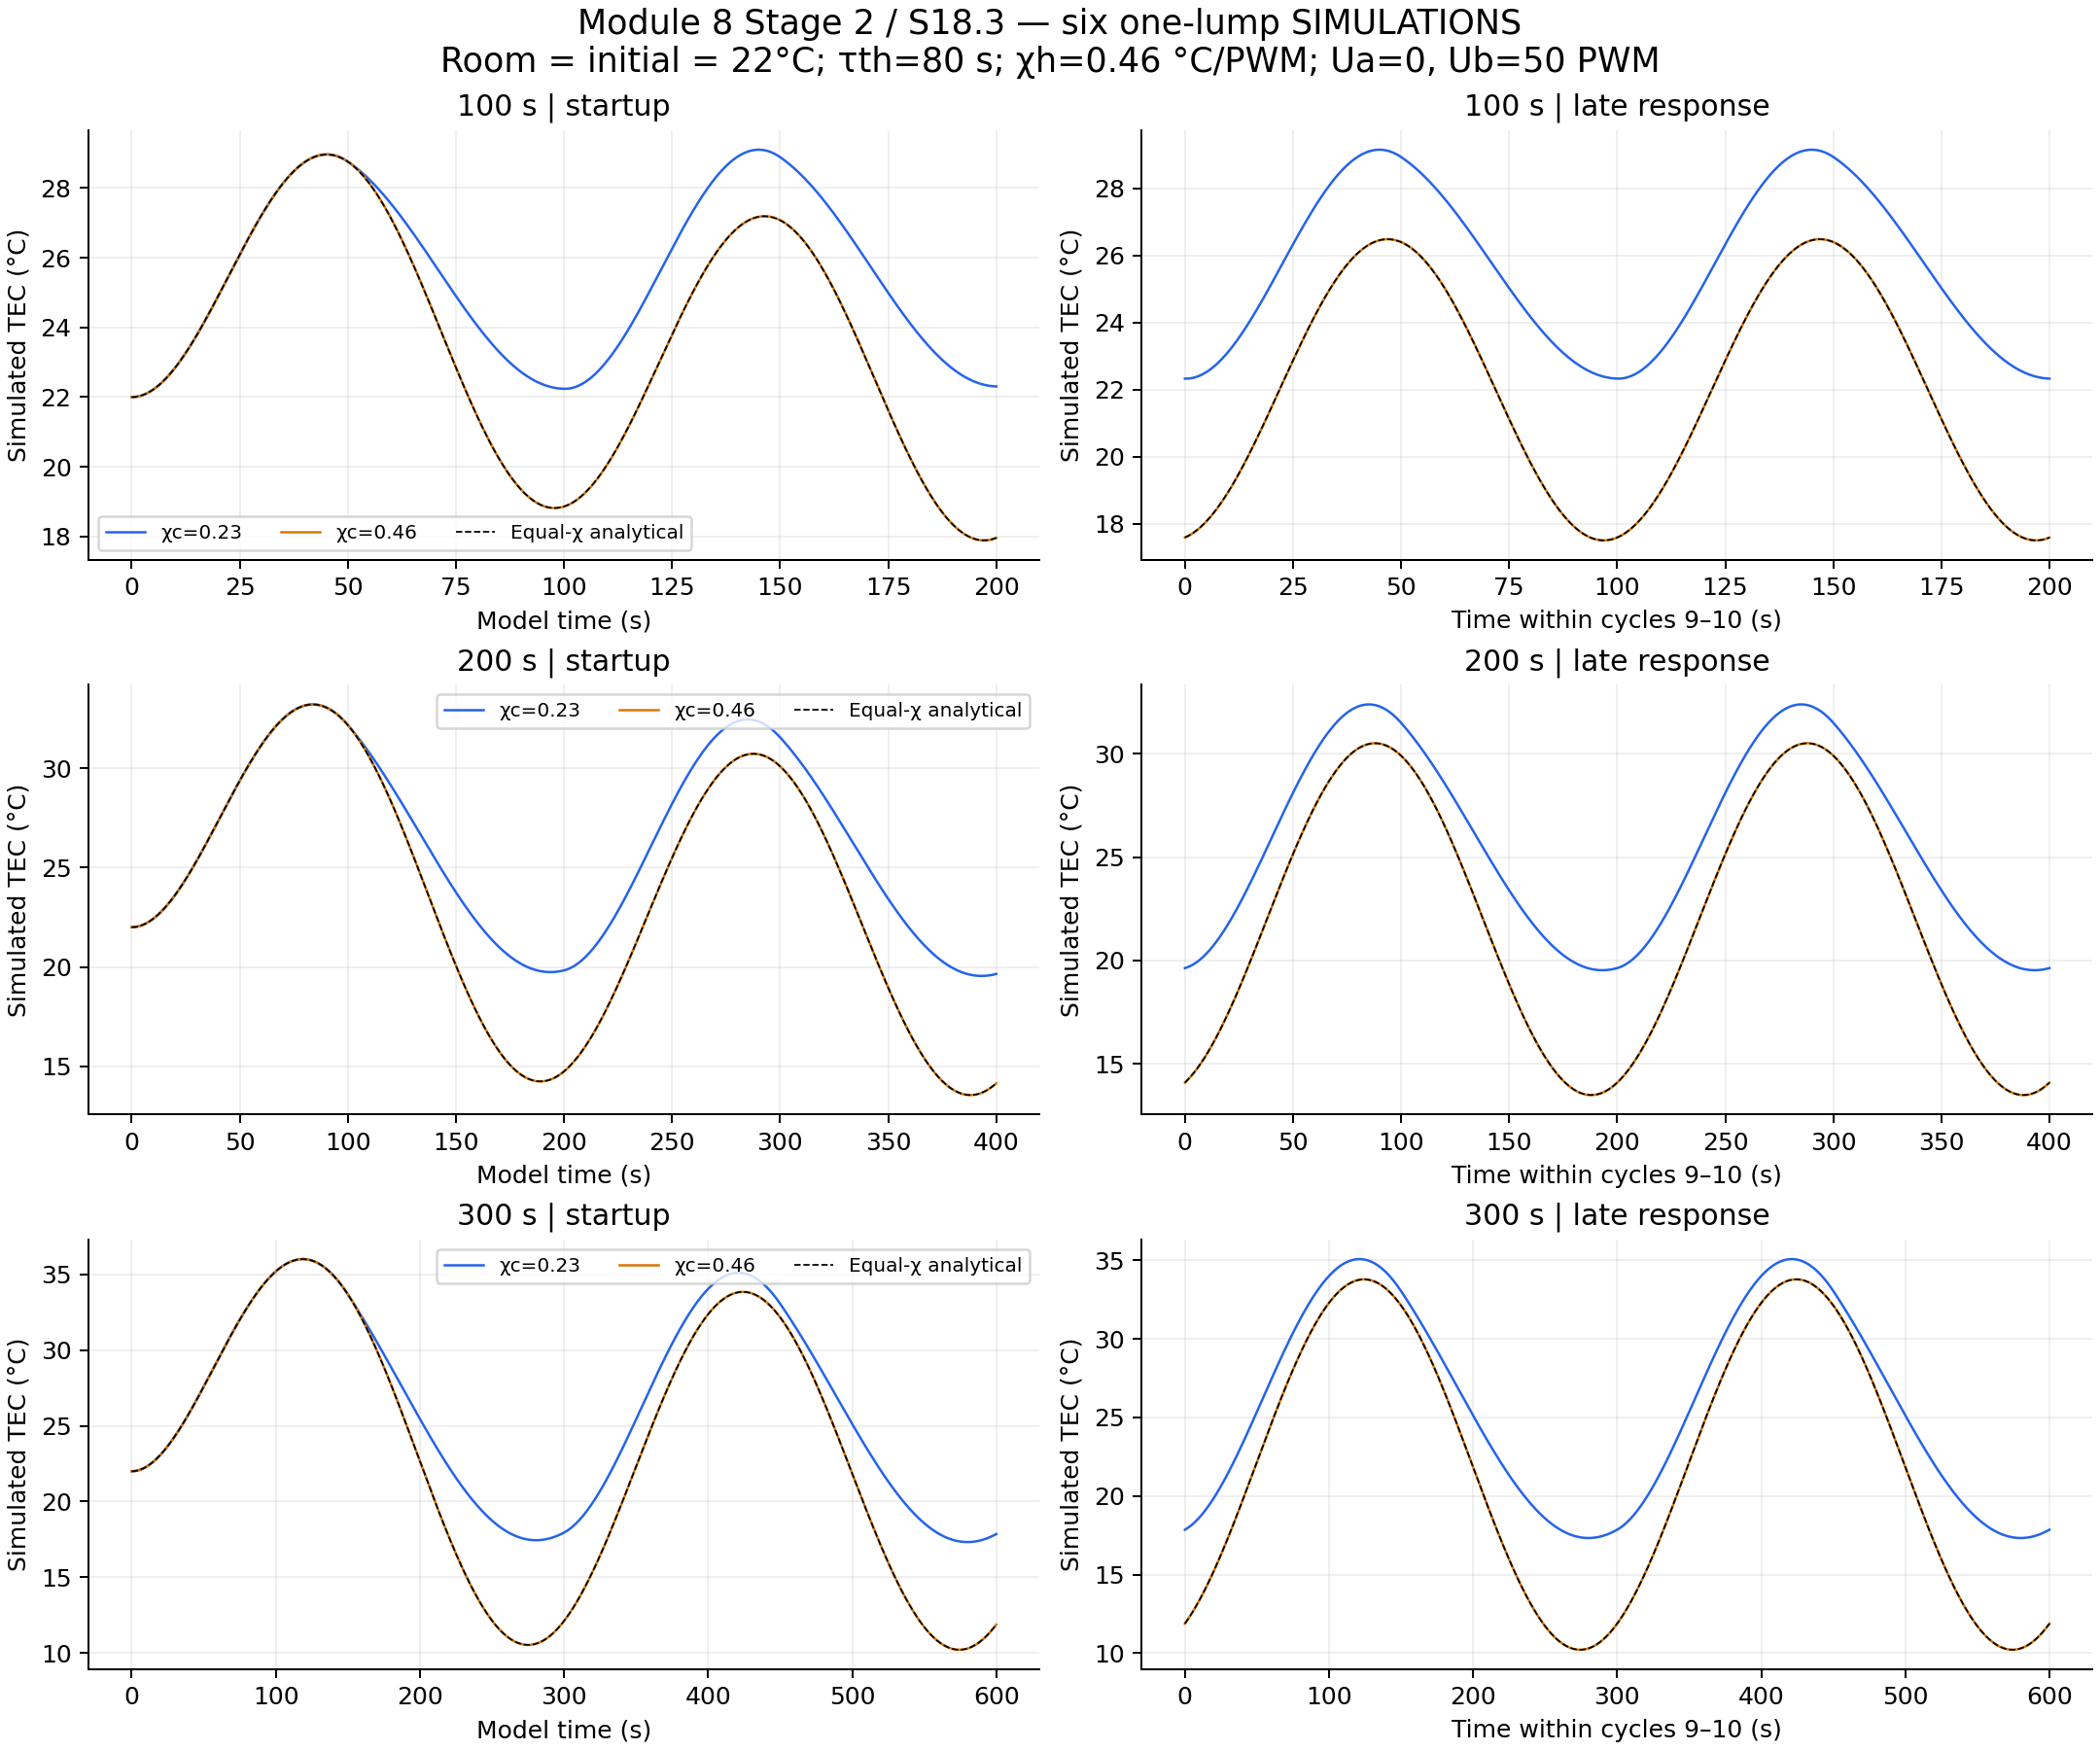 Module 8 Stage 2 / S18.3 — six one-lump SIMULATIONS
Room = initial = 22°C; τth=80 s; χh=0.46 °C/PWM; Ua=0, Ub=50 PWM
100 s | startup
Simulated TEC (°C)
28
26
24
22
20
18
χc=0.23 χc=0.46 Equal-χ analytical
0 25 50 75 100 125 150 175 200
Model time (s)
100 s | late response
Simulated TEC (°C)
28
26
24
22
20
18
0 25 50 75 100 125 150 175 200
Time within cycles 9–10 (s)
200 s | startup
χc=0.23 χc=0.46 Equal-χ analytical
Simulated TEC (°C)
30
25
20
15
0 50 100 150 200 250 300 350 400
Model time (s)
200 s | late response
Simulated TEC (°C)
30
25
20
15
0 50 100 150 200 250 300 350 400
Time within cycles 9–10 (s)
300 s | startup
χc=0.23 χc=0.46 Equal-χ analytical
Simulated TEC (°C)
35
30
25
20
15
10
0 100 200 300 400 500 600
Model time (s)
300 s | late response
Simulated TEC (°C)
35
30
25
20
15
10
0 100 200 300 400 500 600
Time within cycles 9–10 (s)